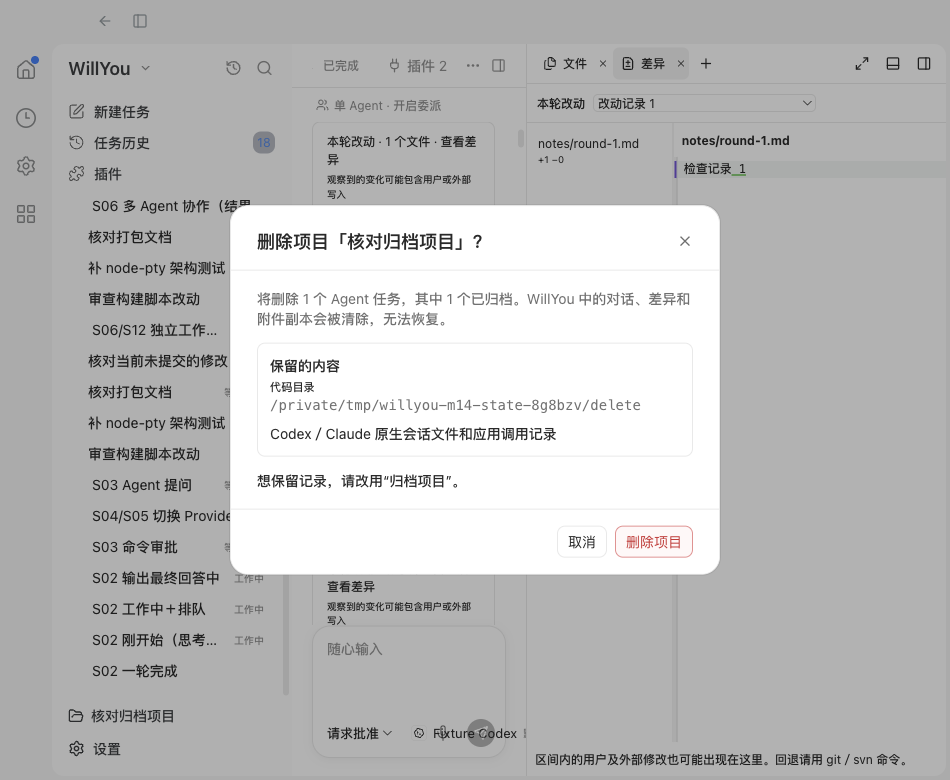 WillYou
新建任务
任务历史
18
插件
S06 多 Agent 协作（结果
核对打包文档
补 node-pty 架构测试
审查构建脚本改动
S06/S12 独立工作...
核对当前未提交的修改
核对打包文档
补 node-pty 架构测试
审查构建脚本改动
S03 Agent 提问
S04/S05 切换 Provide
S03 命令审批
S02 输出最终回答中 工作中
S02 工作中＋排队 工作中
S02 刚开始（思考... 工作中
S02 一轮完成
核对归档项目
设置
已完成 插件 2
单 Agent · 开启委派
本轮改动 · 1 个文件 · 查看差
异
观察到的变化可能包含用户或外部
写入
查看差异
观察到的变化可能包含用户或外部
写入
随心输入
请求批准 Fixture Codex
文件 差异
本轮改动 改动记录 1
notes/round-1.md
+1 −0
notes/round-1.md
检查记录 1
区间内的用户及外部修改也可能出现在这里。回退请用 git / svn 命令。
删除项目「核对归档项目」？
将删除 1 个 Agent 任务，其中 1 个已归档。WillYou 中的对话、差异和
附件副本会被清除，无法恢复。
保留的内容
代码目录
/private/tmp/willyou-m14-state-8g8bzv/delete
Codex / Claude 原生会话文件和应用调用记录
想保留记录，请改用“归档项目”。
取消 删除项目